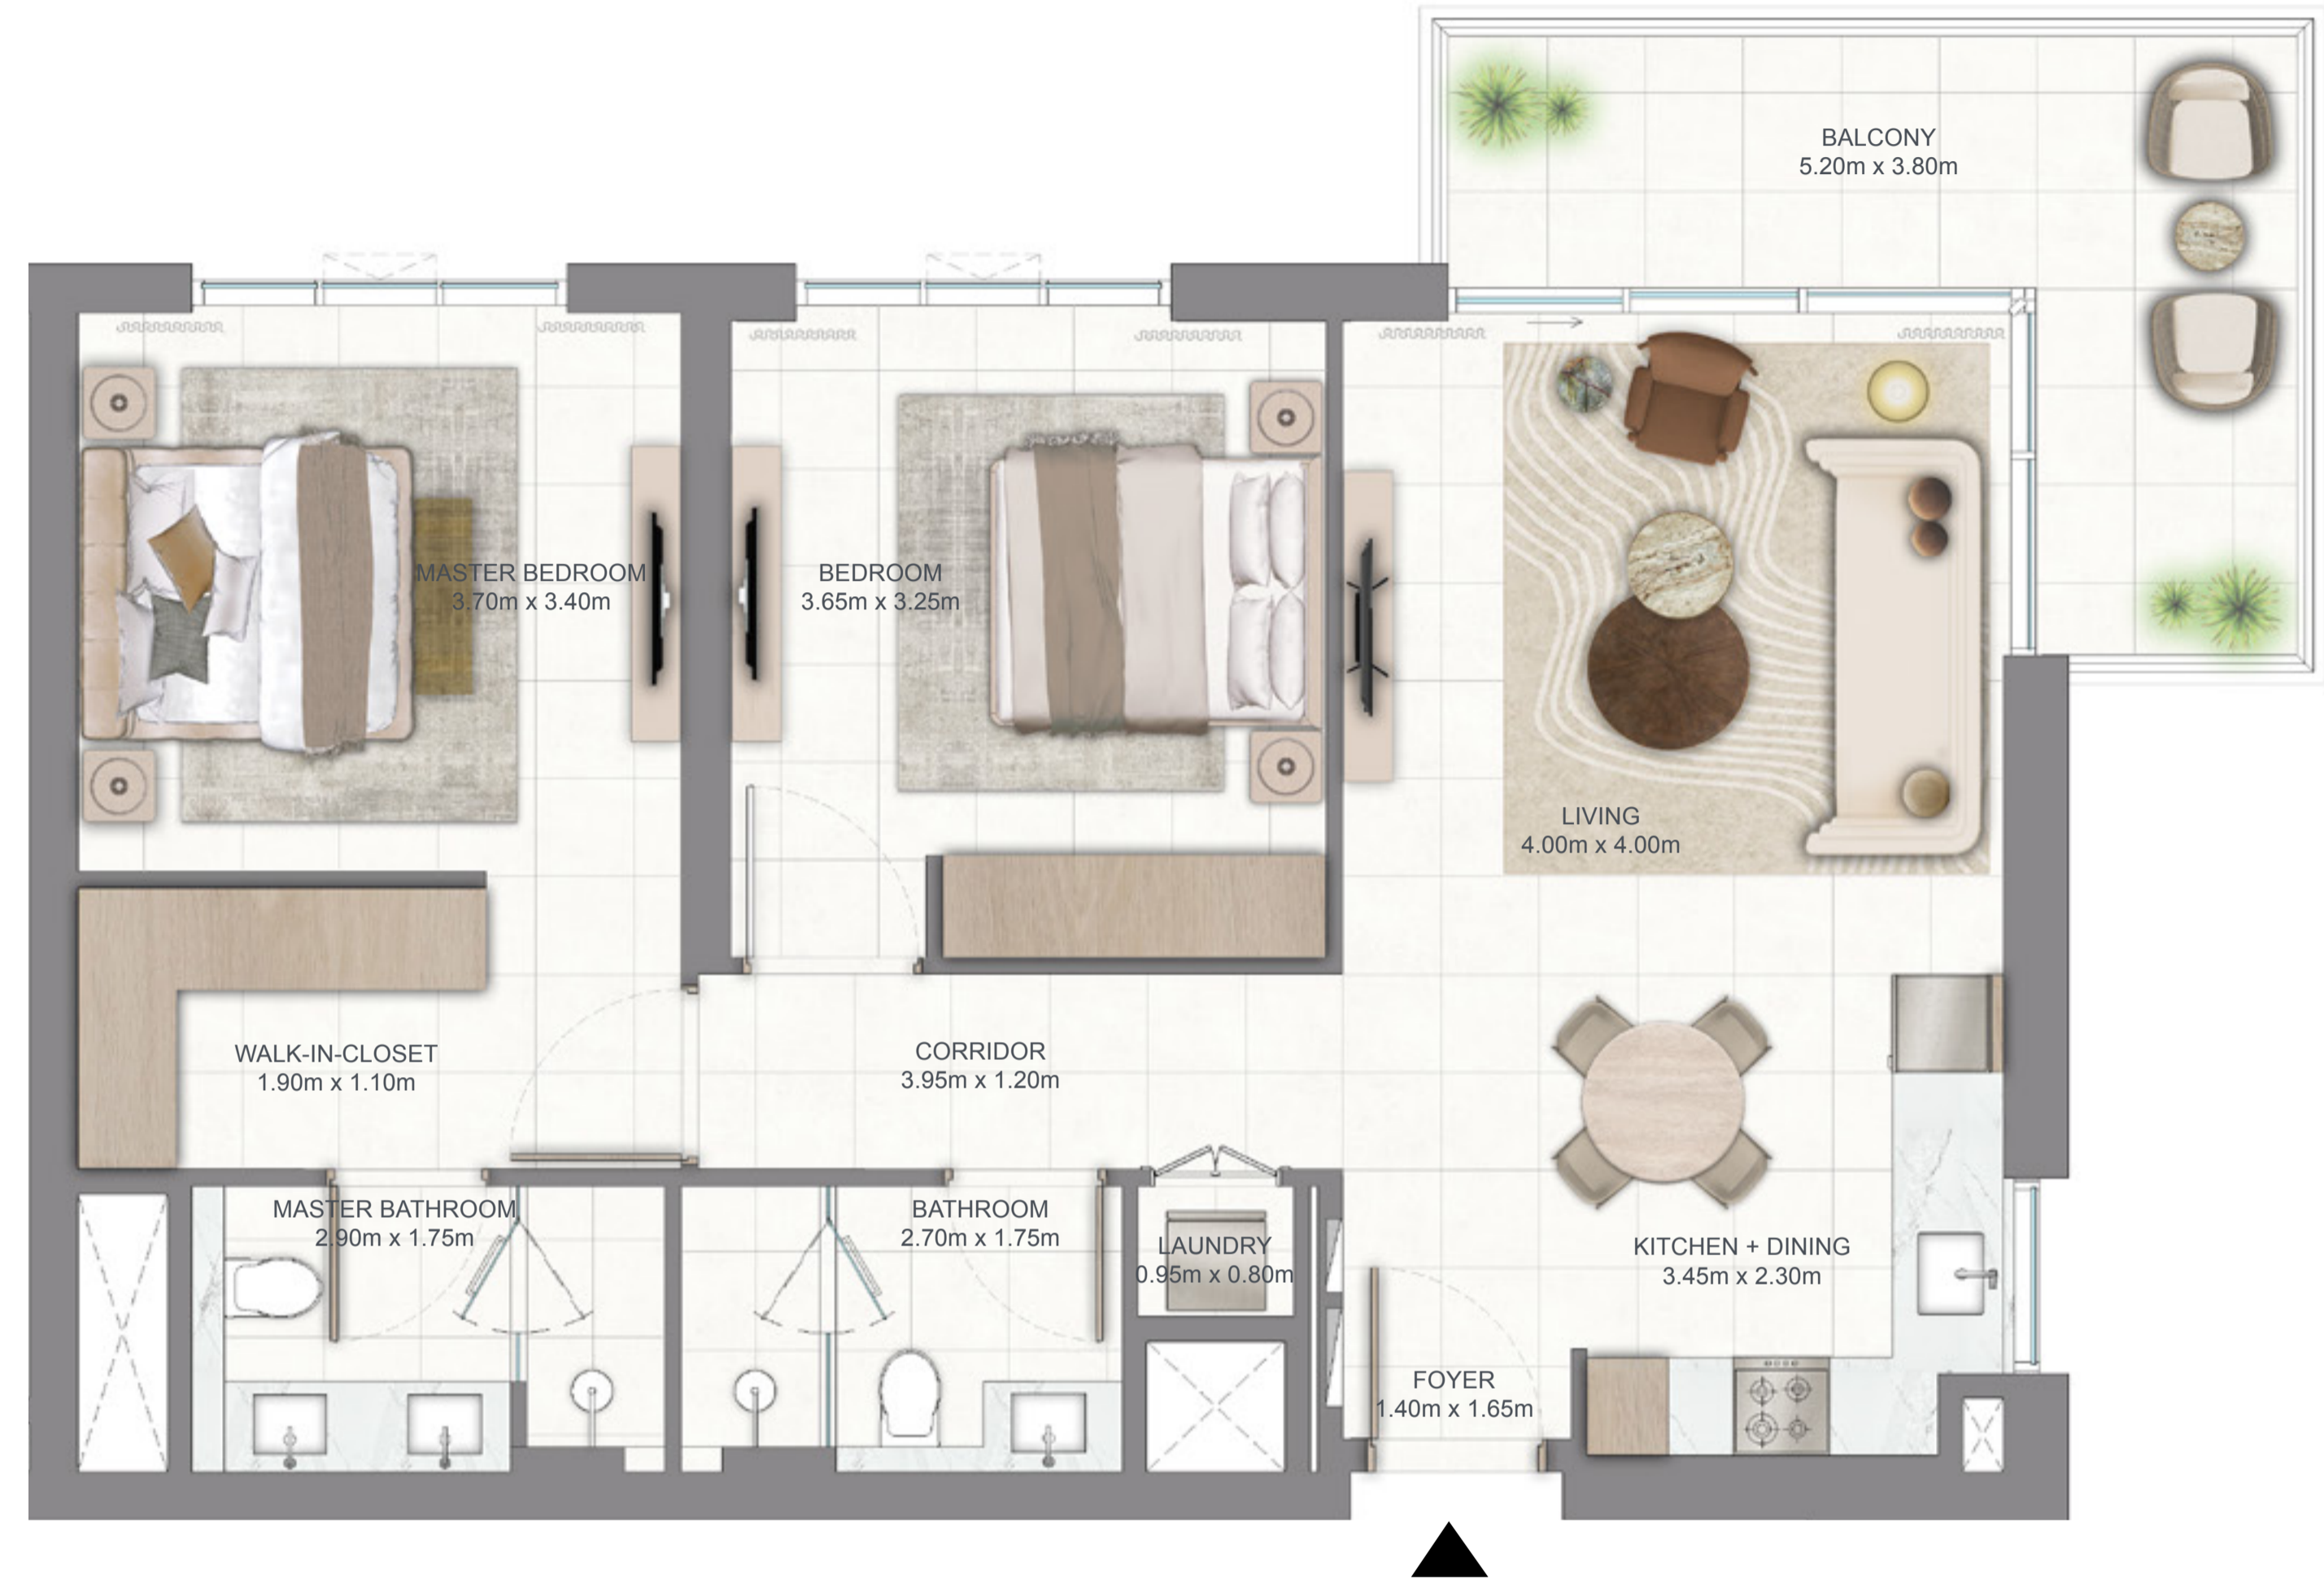 BALCONY
5.20m x 3.80m
MASTER BEDROOM
3.70m x 3.40m
BEDROOM
3.65m x 3.25m
LIVING
4.00m x 4.00m
WALK-IN-CLOSET
1.90m x 1.10m
CORRIDOR
3.95m x 1.20m
MASTER BATHROOM
2.90m x 1.75m
BATHROOM
2.70m x 1.75m
LAUNDRY
0.95m x 0.80m
KITCHEN + DINING
3.45m x 2.30m
FOYER
1.40m x 1.65m